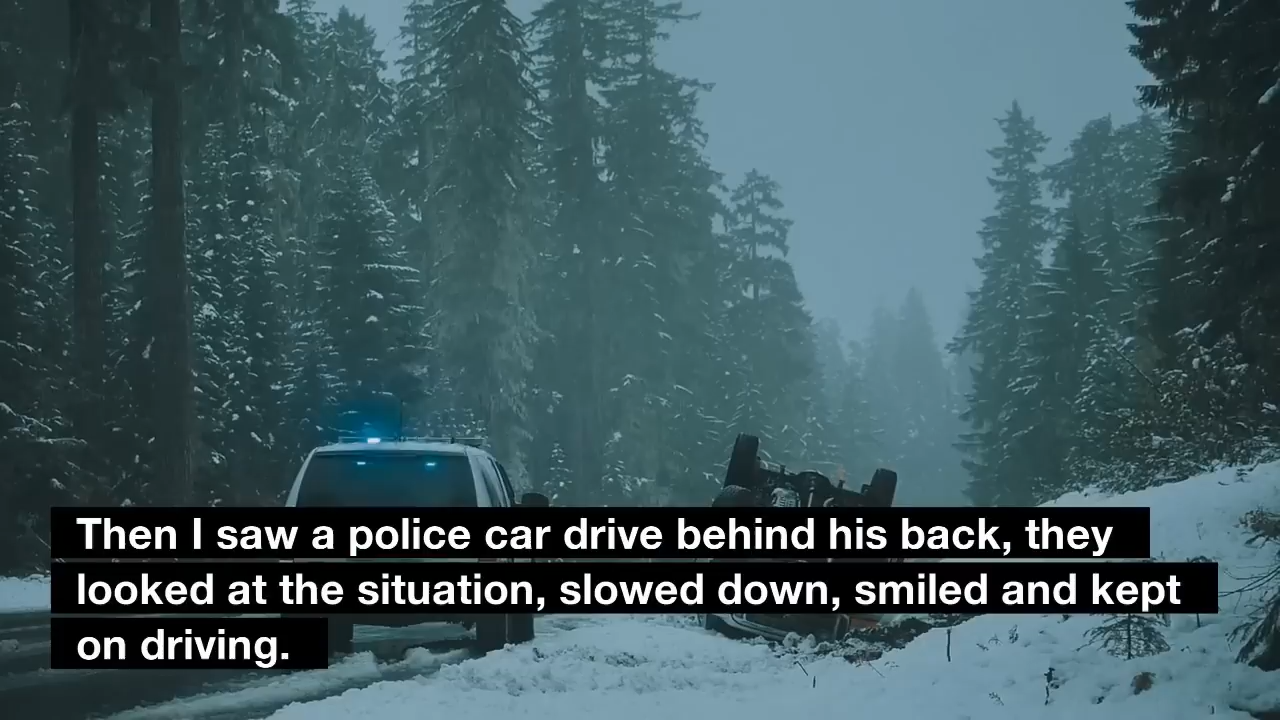 Then I saw a police car drive behind his back, they
looked at the situation, slowed down, smiled and kept
on driving.